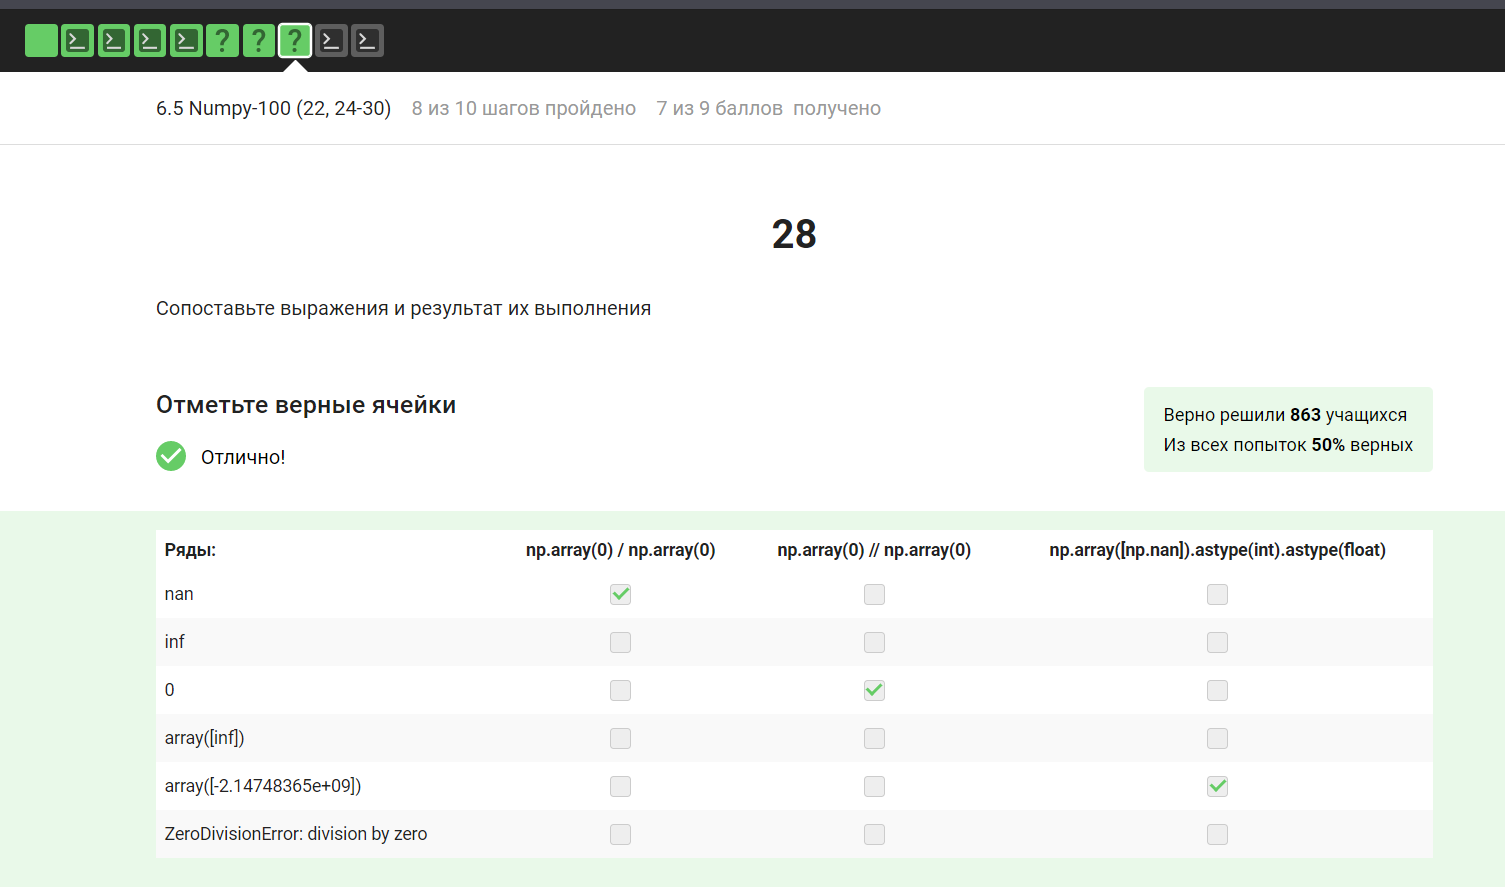 6.5 Numpy-100 (22, 24-30) 8 из 10 шагов пройдено 7 из 9 баллов получено
28
Сопоставьте выражения и результат их выполнения
Отметьте верные ячейки
Отлично!
Верно решили 863 учащихся
Из всех попыток 50% верных
Ряды: np.array(0) / np.array(0) np.array(0) // np.array(0) np.array([np.nan]).astype(int).astype(float)
nan
inf
0
array([inf])
array([-2.14748365e+09])
ZeroDivisionError: division by zero